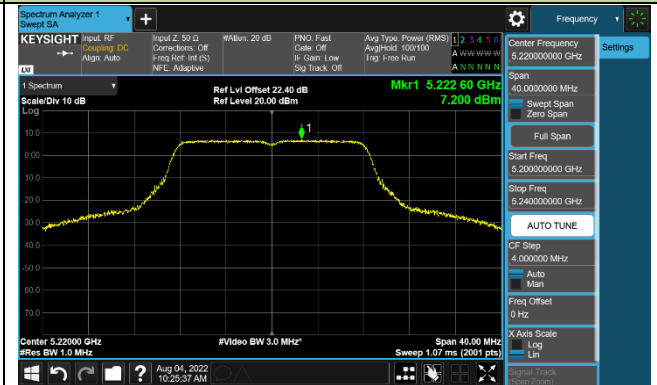 Spectrum Analyzer 1
Swept SA
Frequency
KEYSIGHT
Input: RF
Coupling: DC
Align: Auto
Input Z: 50 Ω
Corrections: Off
Freq Ref: Int (S)
NFE: Adaptive
#Atten: 20 dB
PNO: Fast
Gate: Off
IF Gain: Low
Sig Track: Off
Avg Type: Power (RMS)
Avg|Hold: 100/100
Trig: Free Run
1 2 3 4 5 6
A W W W W W
A N N N N N
LXI
1 Spectrum
Scale/Div 10 dB
Log
Ref Lvl Offset 22.40 dB
Ref Level 20.00 dBm
Mkr1 5.222 60 GHz
7.200 dBm
1
10.0
0.00
-10.0
-20.0
-30.0
-40.0
-50.0
-60.0
-70.0
Center 5.22000 GHz
#Res BW 1.0 MHz
#Video BW 3.0 MHz*
Span 40.00 MHz
Sweep 1.07 ms (2001 pts)
Center Frequency
5.220000000 GHz
Settings
Span
40.0000000 MHz
Swept Span
Zero Span
Full Span
Start Freq
5.200000000 GHz
Stop Freq
5.240000000 GHz
AUTO TUNE
CF Step
4.000000 MHz
Auto
Man
Freq Offset
0 Hz
X Axis Scale
Log
Lin
Signal Track
(Span Zoom)
?
Aug 04, 2022
10:25:37 AM